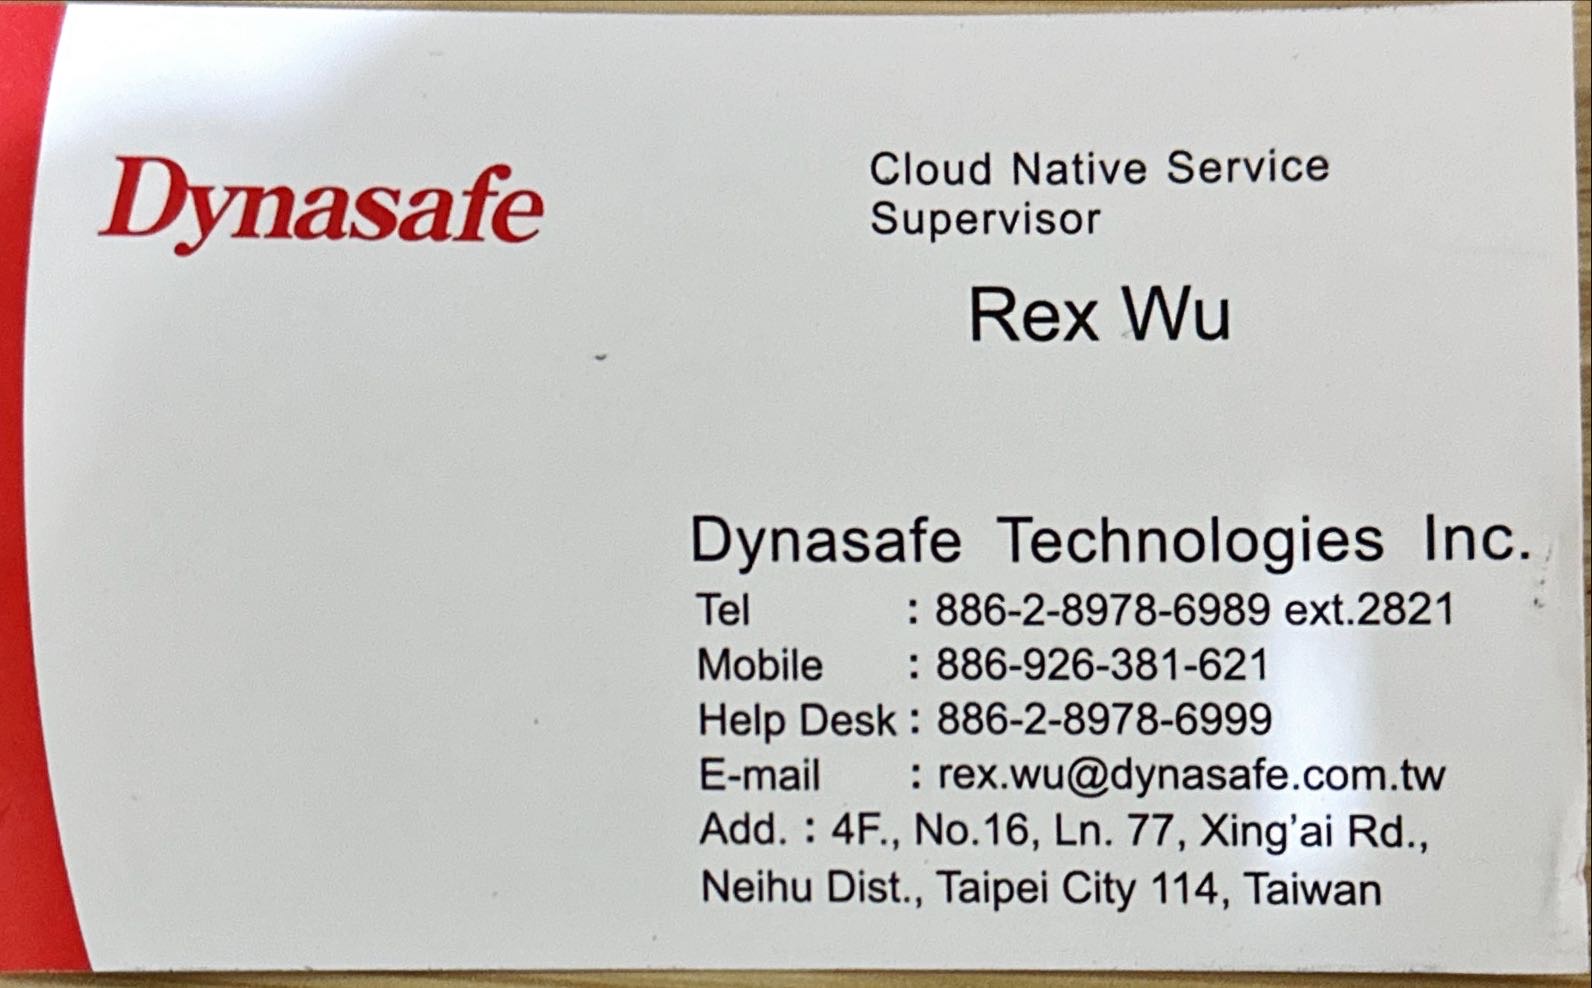 Dynasafe
Cloud Native Service
Supervisor
Rex Wu
Dynasafe Technologies Inc.
Tel : 886-2-8978-6989 ext.2821
Mobile : 886-926-381-621
Help Desk : 886-2-8978-6999
E-mail : rex.wu@dynasafe.com.tw
Add. : 4F., No.16, Ln. 77, Xing’ai Rd.,
Neihu Dist., Taipei City 114, Taiwan